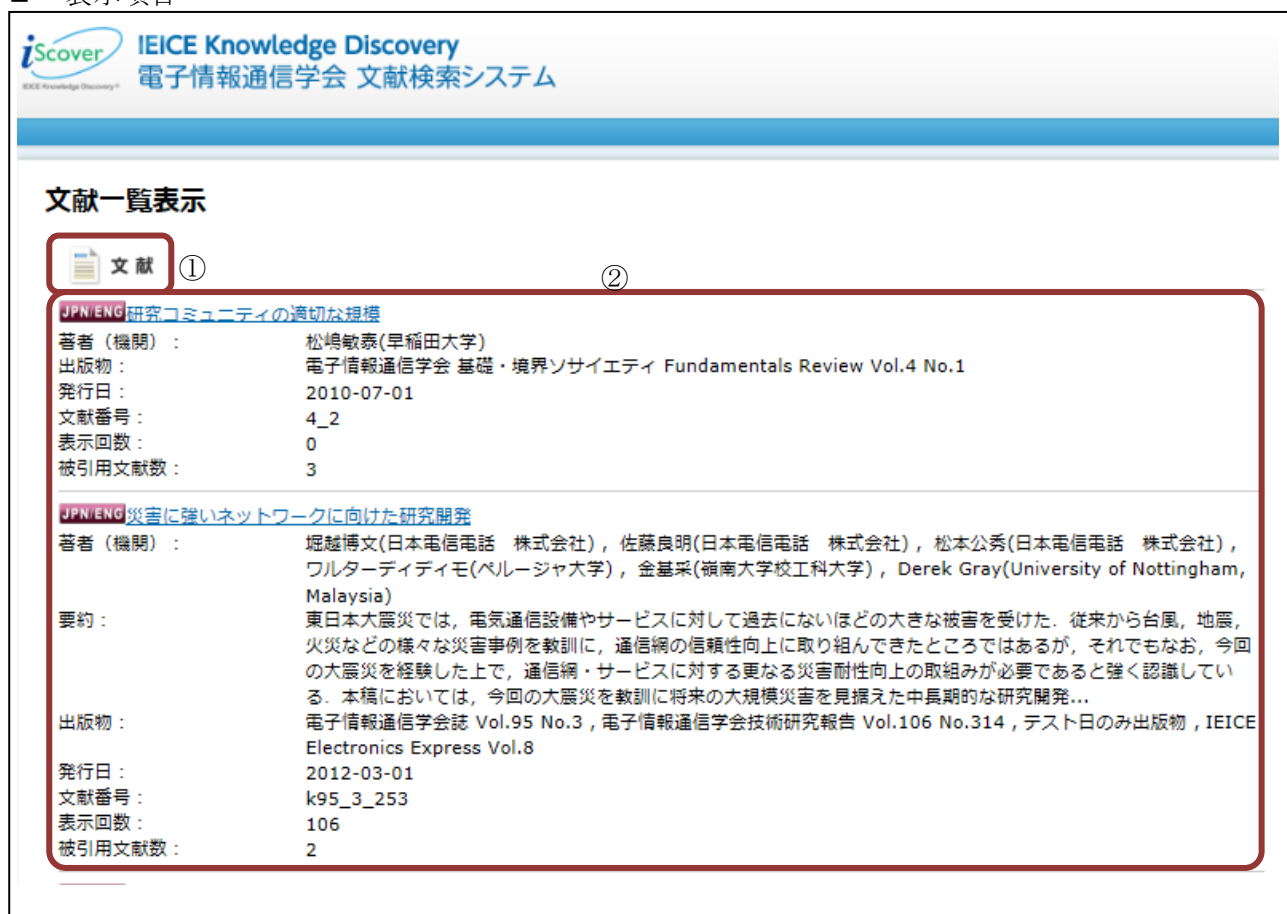 iScover IEICE Knowledge Discovery
IEICE Knowledge Discovery
電子情報通信学会 文献検索システム
文献一覧表示
文 献 ①
②
JPN/ENG 研究コミュニティの適切な規模
著者（機関）: 松嶋敏泰(早稲田大学)
出版物: 電子情報通信学会 基礎・境界ソサイエティ Fundamentals Review Vol.4 No.1
発行日: 2010-07-01
文献番号: 4_2
表示回数: 0
被引用文献数: 3
JPN/ENG 災害に強いネットワークに向けた研究開発
著者（機関）: 堀越博文(日本電信電話　株式会社) , 佐藤良明(日本電信電話　株式会社) , 松本公秀(日本電信電話　株式会社) ,
ワルターディディモ(ペルージャ大学) , 金基采(嶺南大学校工科大学) , Derek Gray(University of Nottingham,
Malaysia)
要約: 東日本大震災では，電気通信設備やサービスに対して過去にないほどの大きな被害を受けた．従来から台風，地震，
火災などの様々な災害事例を教訓に，通信網の信頼性向上に取り組んできたところではあるが，それでもなお，今回
の大震災を経験した上で，通信網・サービスに対する更なる災害耐性向上の取組みが必要であると強く認識してい
る．本稿においては，今回の大震災を教訓に将来の大規模災害を見据えた中長期的な研究開発...
出版物: 電子情報通信学会誌 Vol.95 No.3 , 電子情報通信学会技術研究報告 Vol.106 No.314 , テスト日のみ出版物 , IEICE
Electronics Express Vol.8
発行日: 2012-03-01
文献番号: k95_3_253
表示回数: 106
被引用文献数: 2